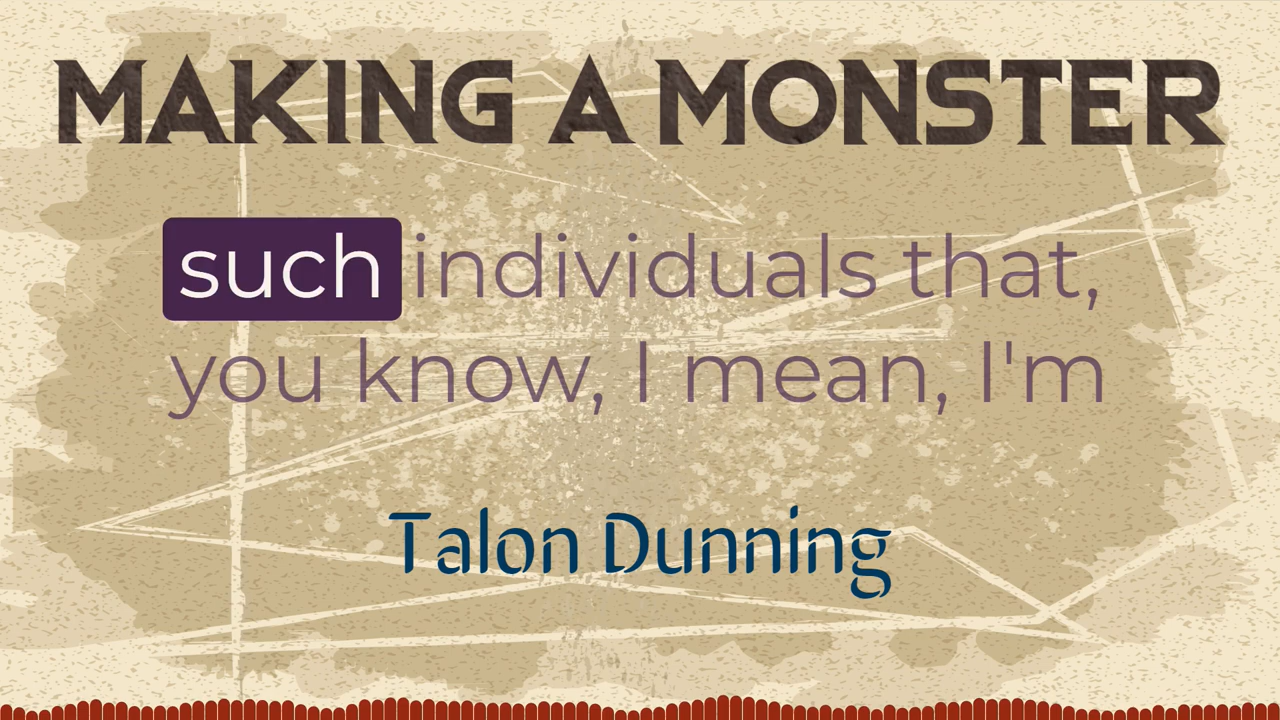 MAKING A MONSTER
such individuals that,
you know, I mean, I'm
Talon Dunning